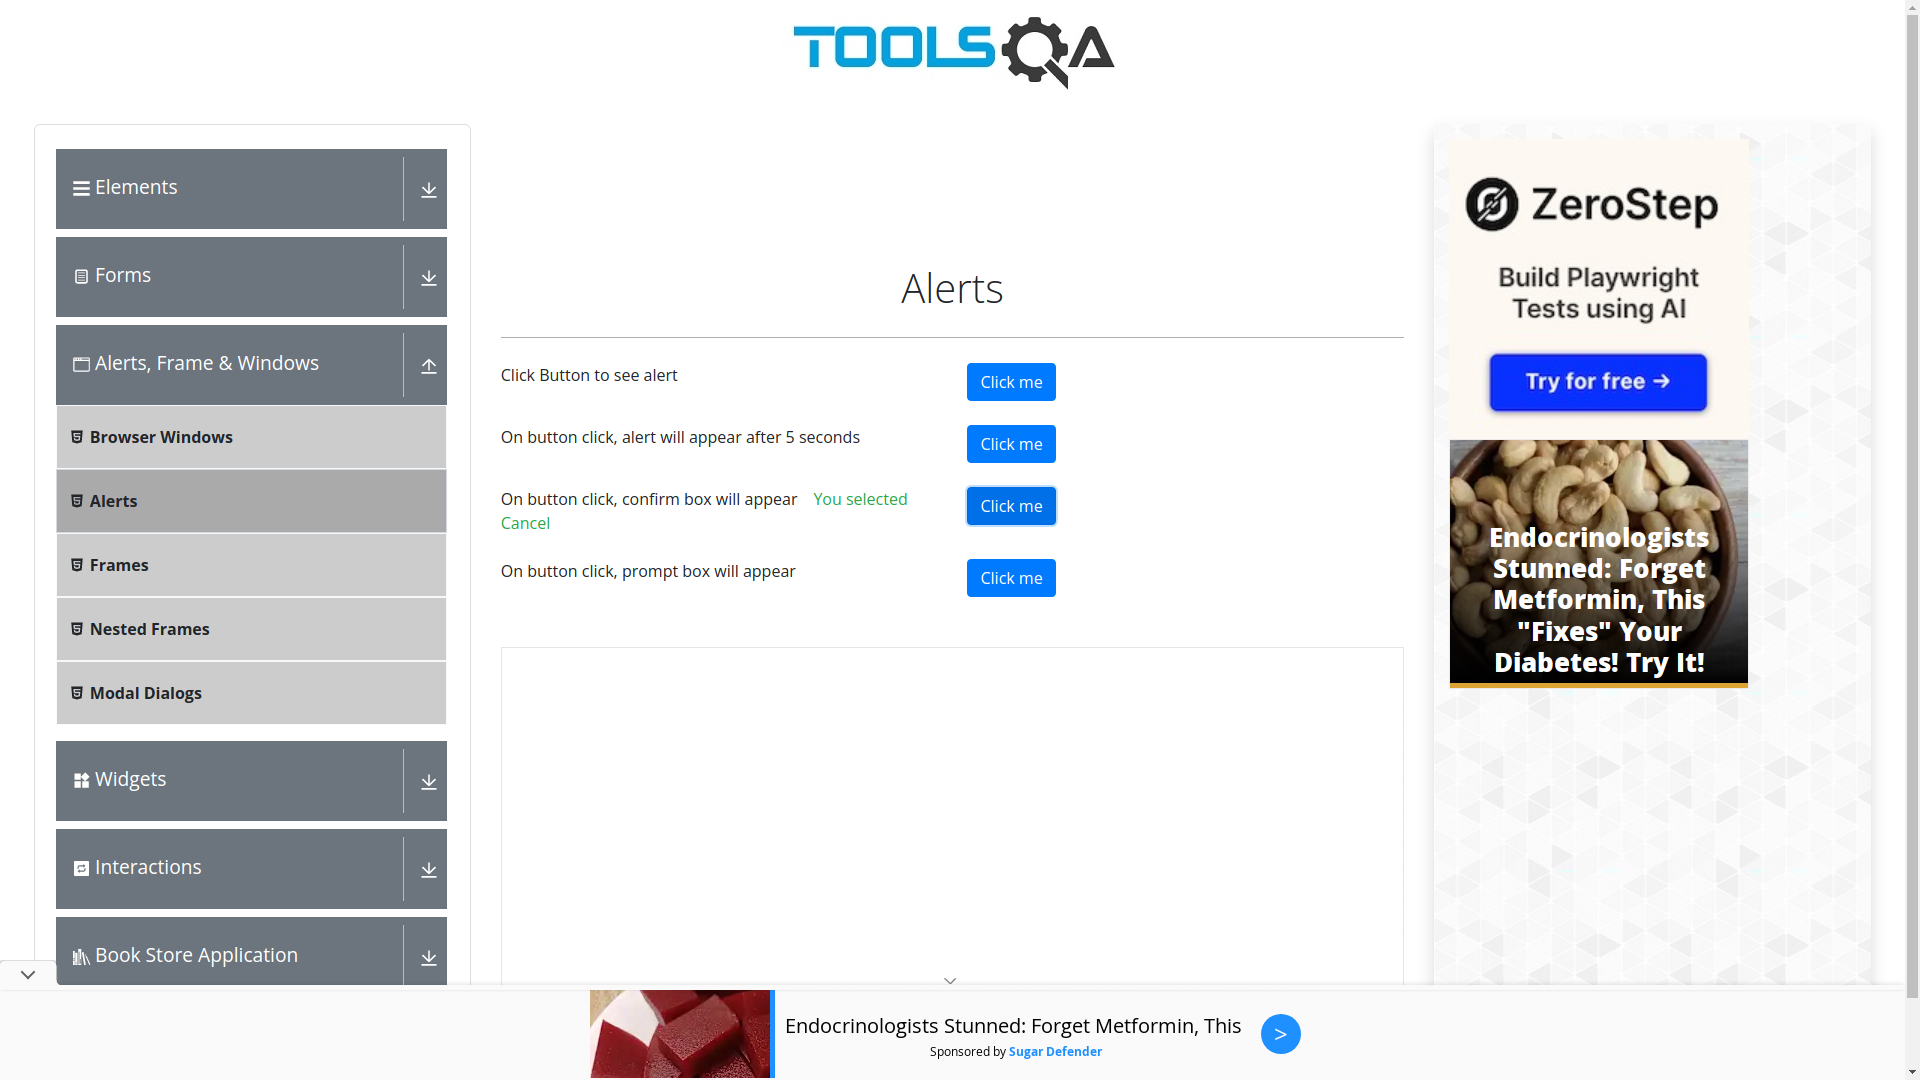 TOOLSQA
Elements
Forms
Alerts, Frame & Windows
Browser Windows
Alerts
Frames
Nested Frames
Modal Dialogs
Widgets
Interactions
Book Store Application
Alerts
Click Button to see alert
Click me
On button click, alert will appear after 5 seconds
Click me
On button click, confirm box will appear You selected
Cancel
Click me
On button click, prompt box will appear
Click me
ZeroStep
Build Playwright
Tests using AI
Try for free →
Endocrinologists
Stunned: Forget
Metformin, This
"Fixes" Your
Diabetes! Try It!
Endocrinologists Stunned: Forget Metformin, This
Sponsored by Sugar Defender
>